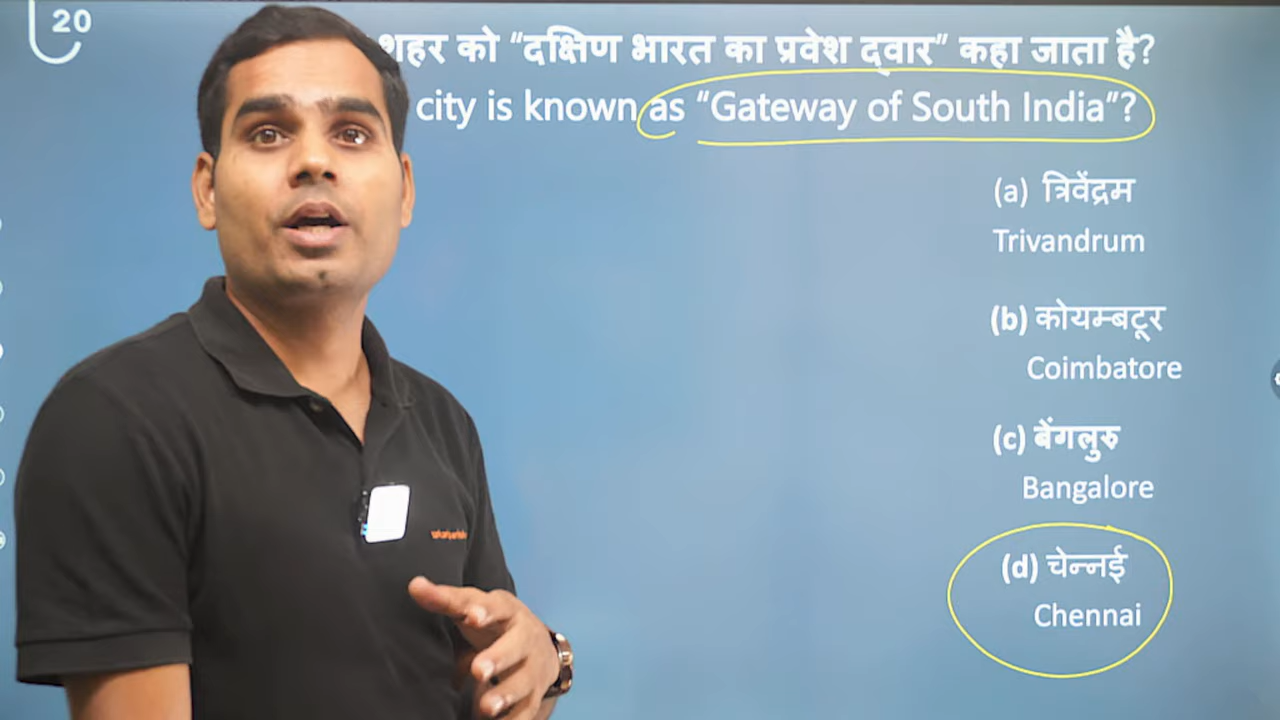 20
शहर को “दक्षिण भारत का प्रवेश द्वार” कहा जाता है?
city is known as “Gateway of South India”?
(a) त्रिवेंद्रम
Trivandrum
(b) कोयम्बटूर
Coimbatore
(c) बेंगलुरु
Bangalore
(d) चेन्नई
Chennai